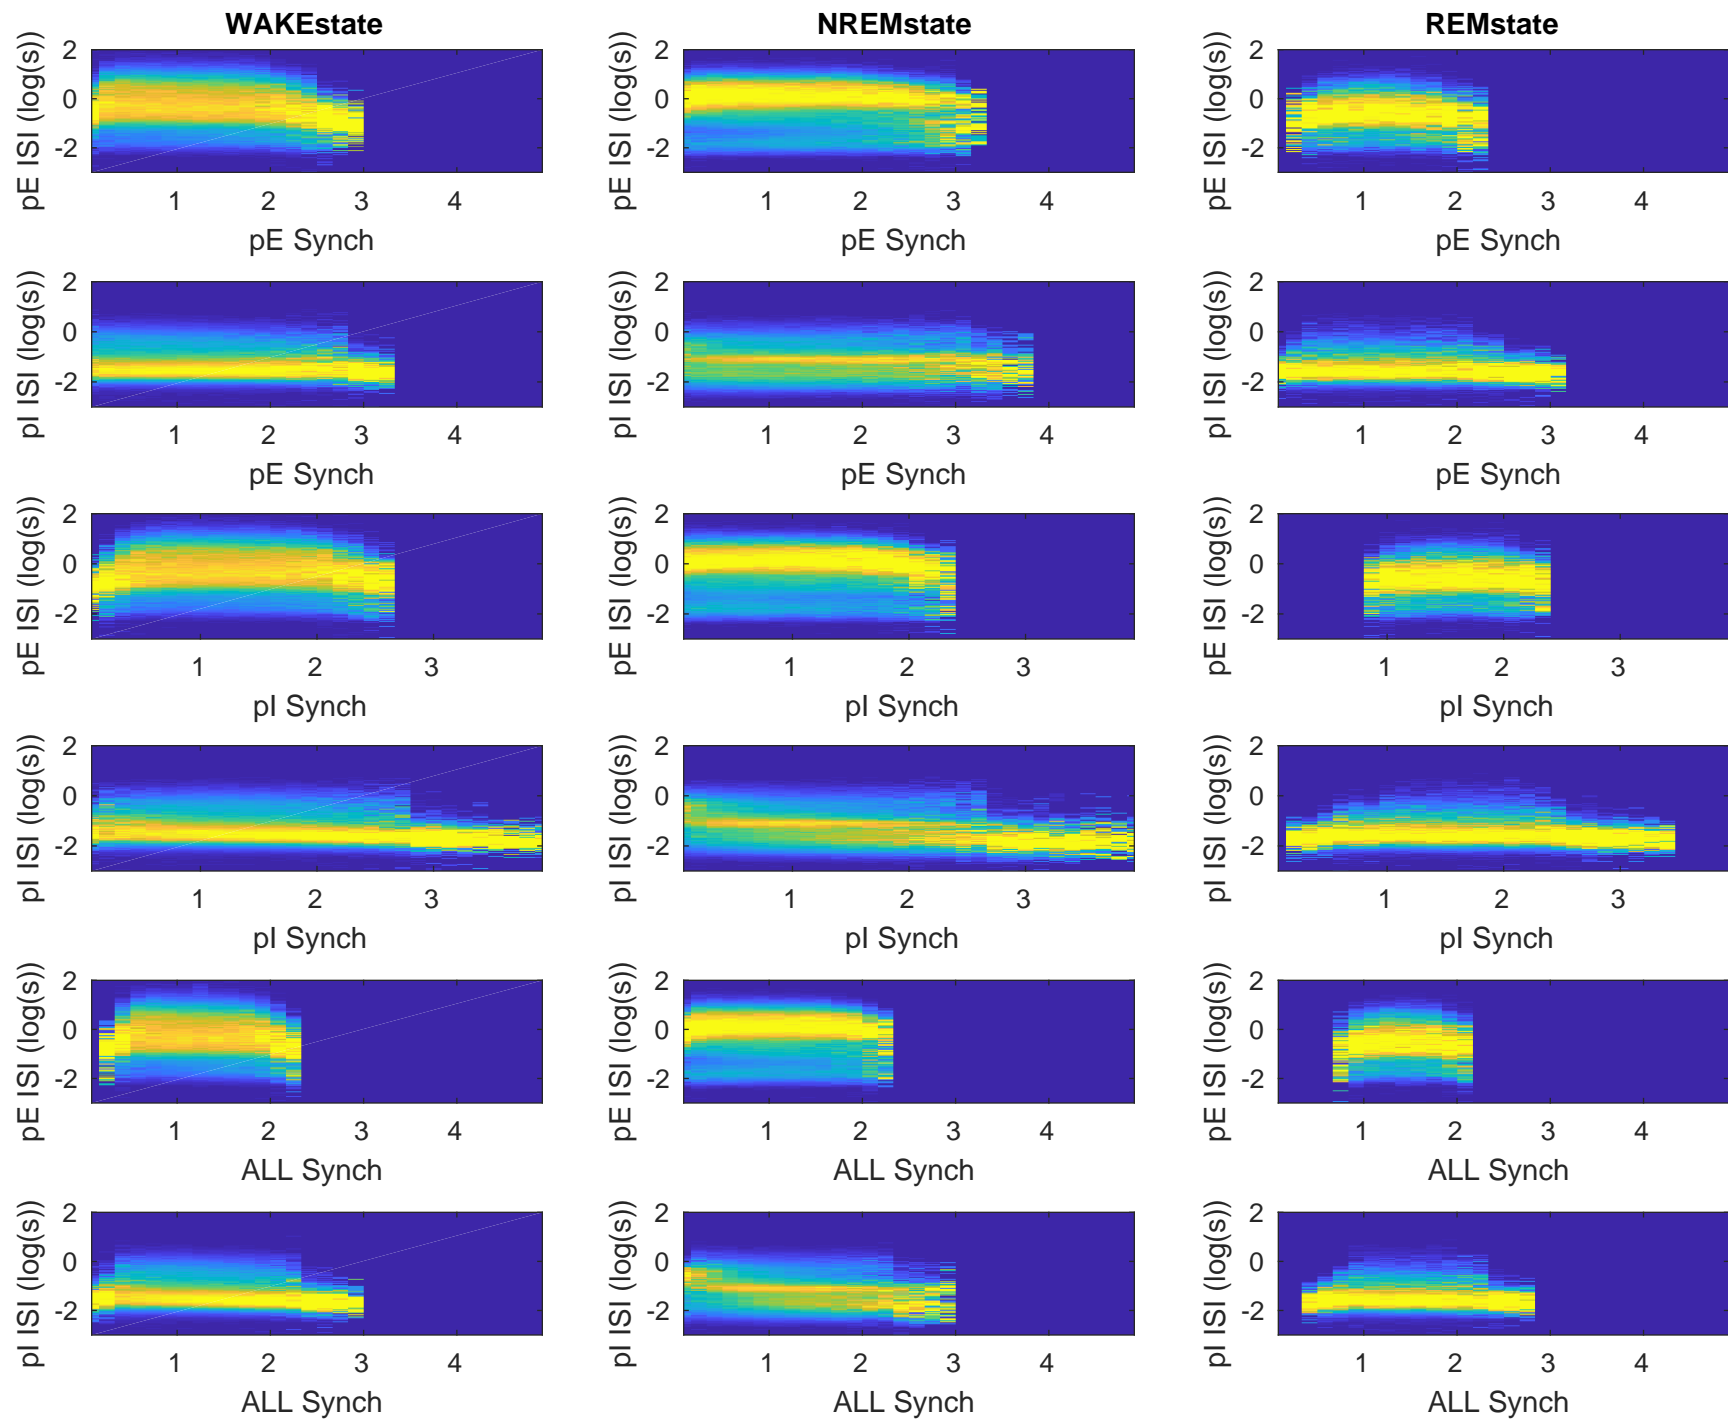 WAKEstate NREMstate REMstate
pE ISI (log(s)) 2 0 -2 pE ISI (log(s)) 2 0 -2 pE ISI (log(s)) 2 0 -2
1 2 3 4 1 2 3 4 1 2 3 4
pE Synch pE Synch pE Synch
pI ISI (log(s)) 2 0 -2 pI ISI (log(s)) 2 0 -2 pI ISI (log(s)) 2 0 -2
1 2 3 4 1 2 3 4 1 2 3 4
pE Synch pE Synch pE Synch
pE ISI (log(s)) 2 0 -2 pE ISI (log(s)) 2 0 -2 pE ISI (log(s)) 2 0 -2
1 2 3 1 2 3 1 2 3
pI Synch pI Synch pI Synch
pI ISI (log(s)) 2 0 -2 pI ISI (log(s)) 2 0 -2 pI ISI (log(s)) 2 0 -2
1 2 3 1 2 3 1 2 3
pI Synch pI Synch pI Synch
pE ISI (log(s)) 2 0 -2 pE ISI (log(s)) 2 0 -2 pE ISI (log(s)) 2 0 -2
1 2 3 4 1 2 3 4 1 2 3 4
ALL Synch ALL Synch ALL Synch
pI ISI (log(s)) 2 0 -2 pI ISI (log(s)) 2 0 -2 pI ISI (log(s)) 2 0 -2
1 2 3 4 1 2 3 4 1 2 3 4
ALL Synch ALL Synch ALL Synch